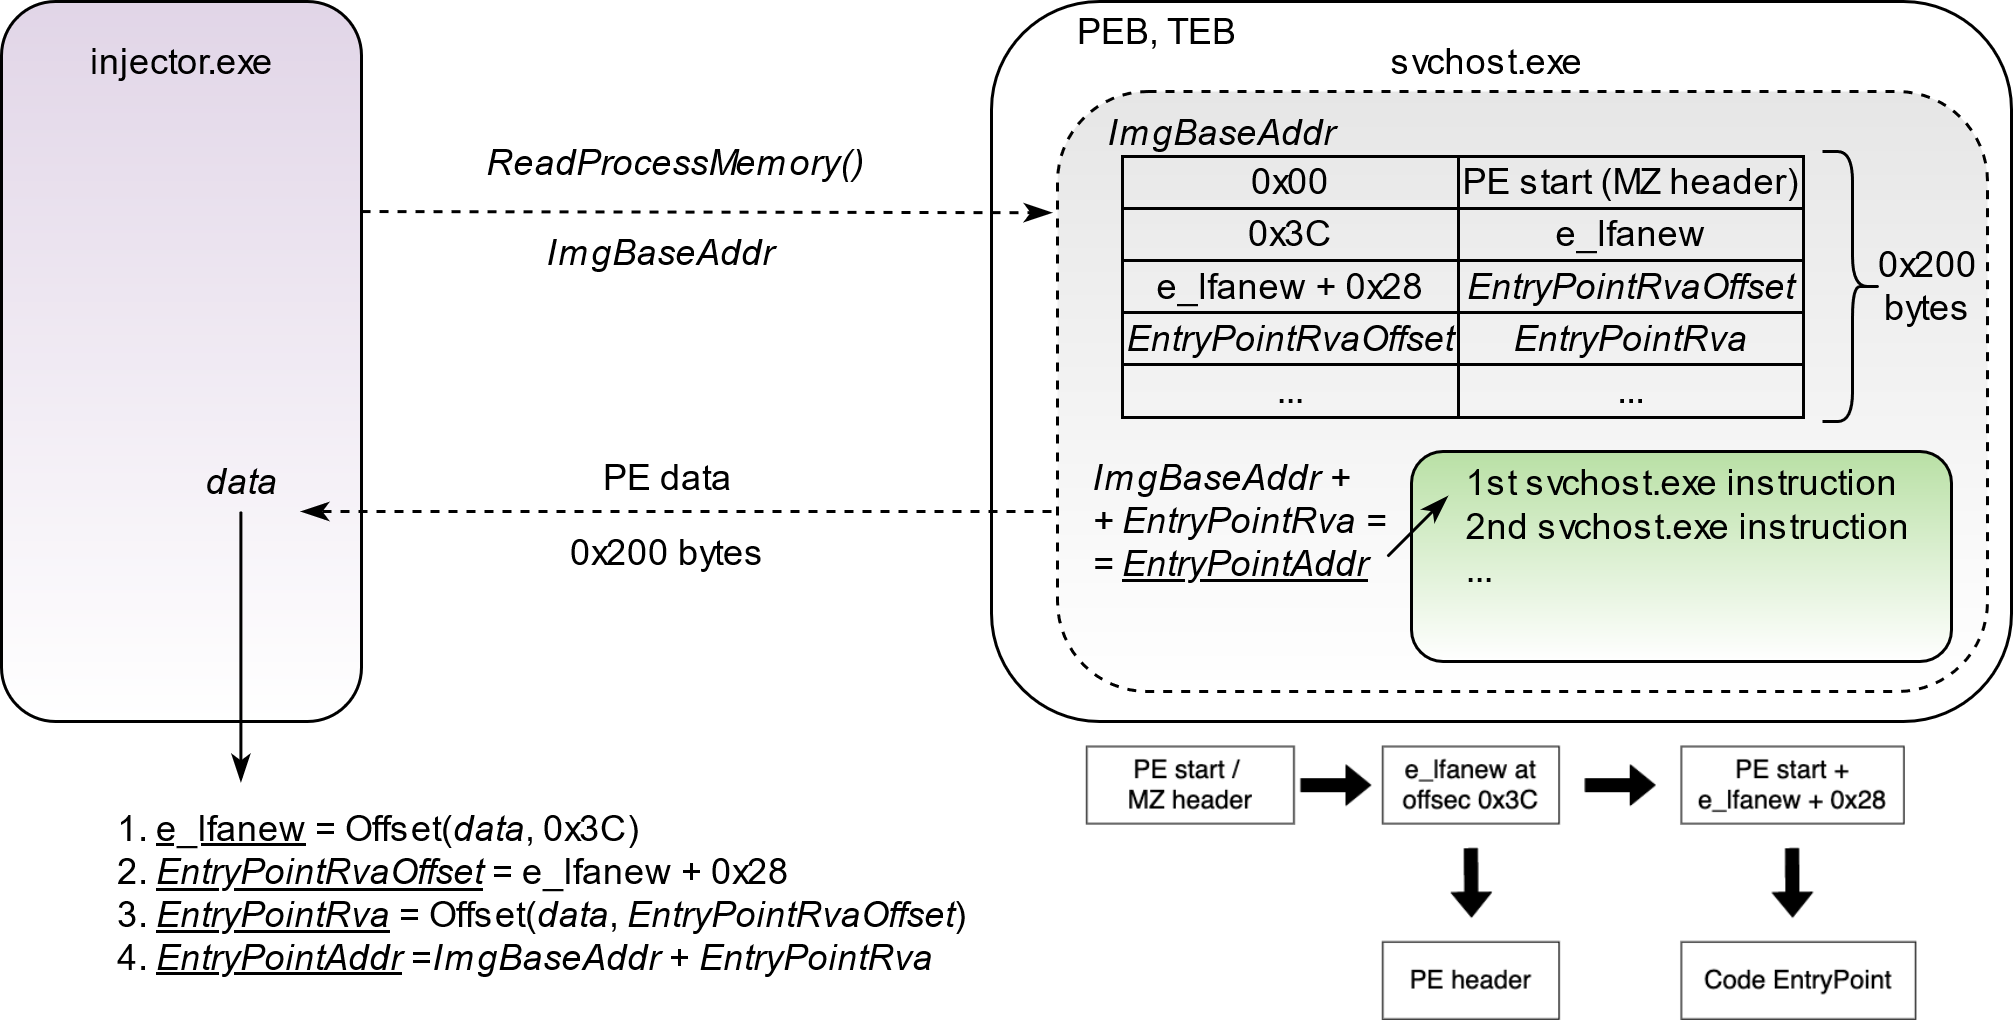 injector.exe
PEB, TEB
svchost.exe
ReadProcessMemory()
ImgBaseAddr
ImgBaseAddr
0x00 PE start (MZ header)
0x3C e_lfanew
e_lfanew + 0x28 EntryPointRvaOffset
EntryPointRvaOffset EntryPointRva
... ...
0x200
bytes
data
PE data
0x200 bytes
ImgBaseAddr +
+ EntryPointRva =
= EntryPointAddr
1st svchost.exe instruction
2nd svchost.exe instruction
...
1. e_lfanew = Offset(data, 0x3C)
2. EntryPointRvaOffset = e_lfanew + 0x28
3. EntryPointRva = Offset(data, EntryPointRvaOffset)
4. EntryPointAddr =ImgBaseAddr + EntryPointRva
PE start /
MZ header
e_lfanew at
offsec 0x3C
PE start +
e_lfanew + 0x28
PE header
Code EntryPoint